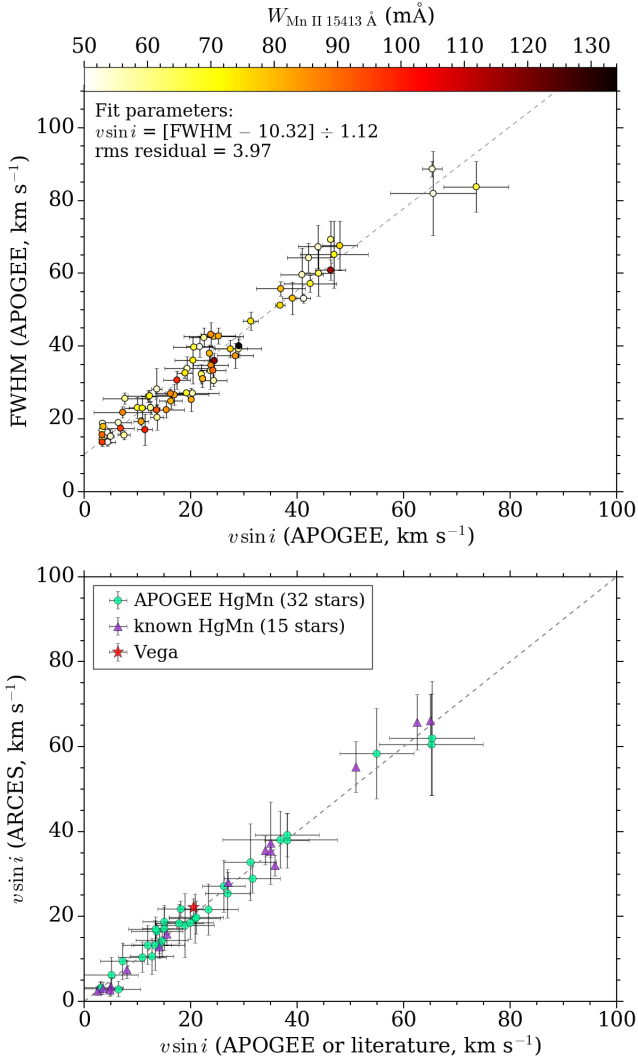 W_{Mn II 15413 Å} (mÅ)
50 60 70 80 90 100 110 120 130
Fit parameters:
v sin i = [FWHM − 10.32] ÷ 1.12
rms residual = 3.97
FWHM (APOGEE, km s⁻¹)
100
80
60
40
20
0
0 20 40 60 80 100
v sin i (APOGEE, km s⁻¹)
APOGEE HgMn (32 stars)
known HgMn (15 stars)
Vega
v sin i (ARCES, km s⁻¹)
100
80
60
40
20
0
0 20 40 60 80 100
v sin i (APOGEE or literature, km s⁻¹)